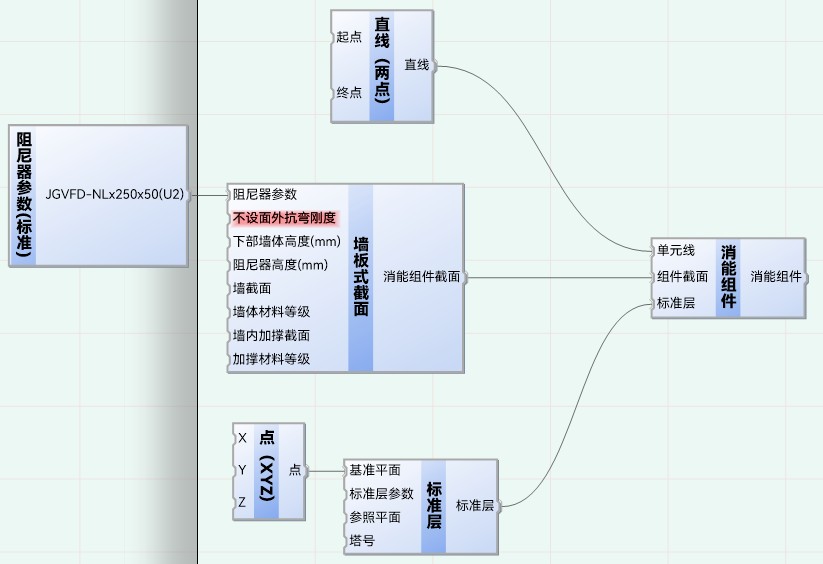 直线（两点）
起点
终点
直线
阻尼器参数(标准)
JGVFD-NLx250x50(U2)
墙板式截面
阻尼器参数
不设面外抗弯刚度
下部墙体高度(mm)
阻尼器高度(mm)
墙截面
墙体材料等级
墙内加撑截面
加撑材料等级
消能组件截面
消能组件
单元线
组件截面
标准层
消能组件
点（XYZ）
X
Y
Z
点
标准层
基准平面
标准层参数
参照平面
塔号
标准层